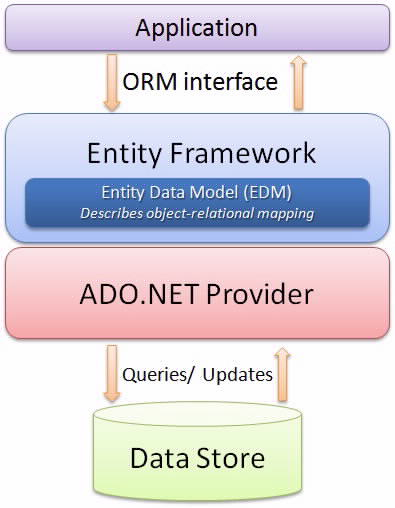 Application
ORM interface
Entity Framework
Entity Data Model (EDM)
Describes object-relational mapping
ADO.NET Provider
Queries/ Updates
Data Store